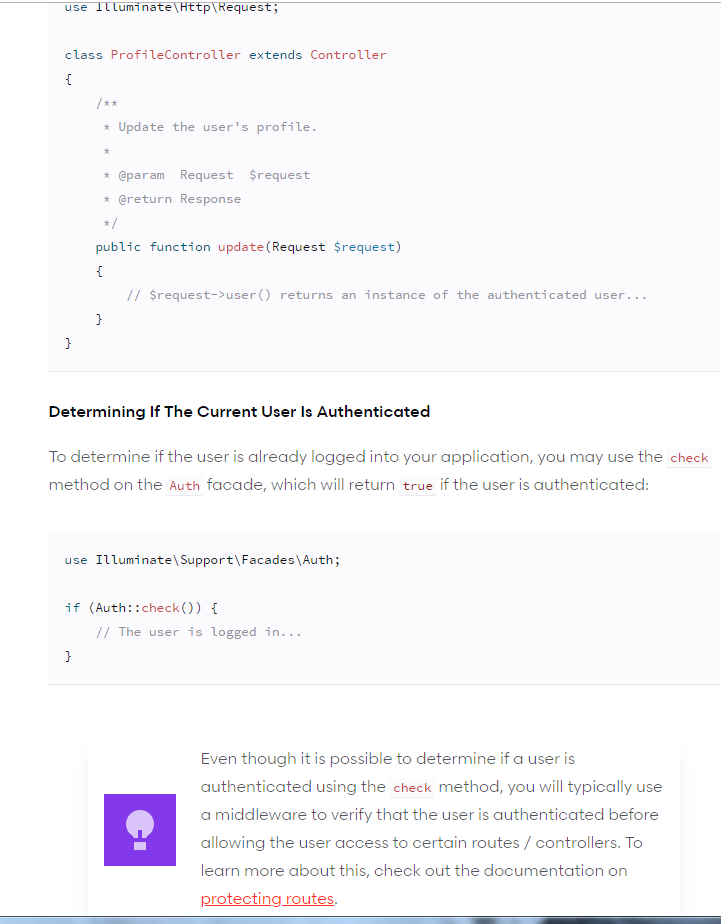 use Illuminate\Http\Request;
class ProfileController extends Controller
{
/**
* Update the user's profile.
*
* @param  Request  $request
* @return Response
*/
public function update(Request $request)
{
// $request->user() returns an instance of the authenticated user...
}
}
Determining If The Current User Is Authenticated
To determine if the user is already logged into your application, you may use the check
method on the Auth facade, which will return true if the user is authenticated:
use Illuminate\Support\Facades\Auth;
if (Auth::check()) {
// The user is logged in...
}
Even though it is possible to determine if a user is
authenticated using the check method, you will typically use
a middleware to verify that the user is authenticated before
allowing the user access to certain routes / controllers. To
learn more about this, check out the documentation on
protecting routes.